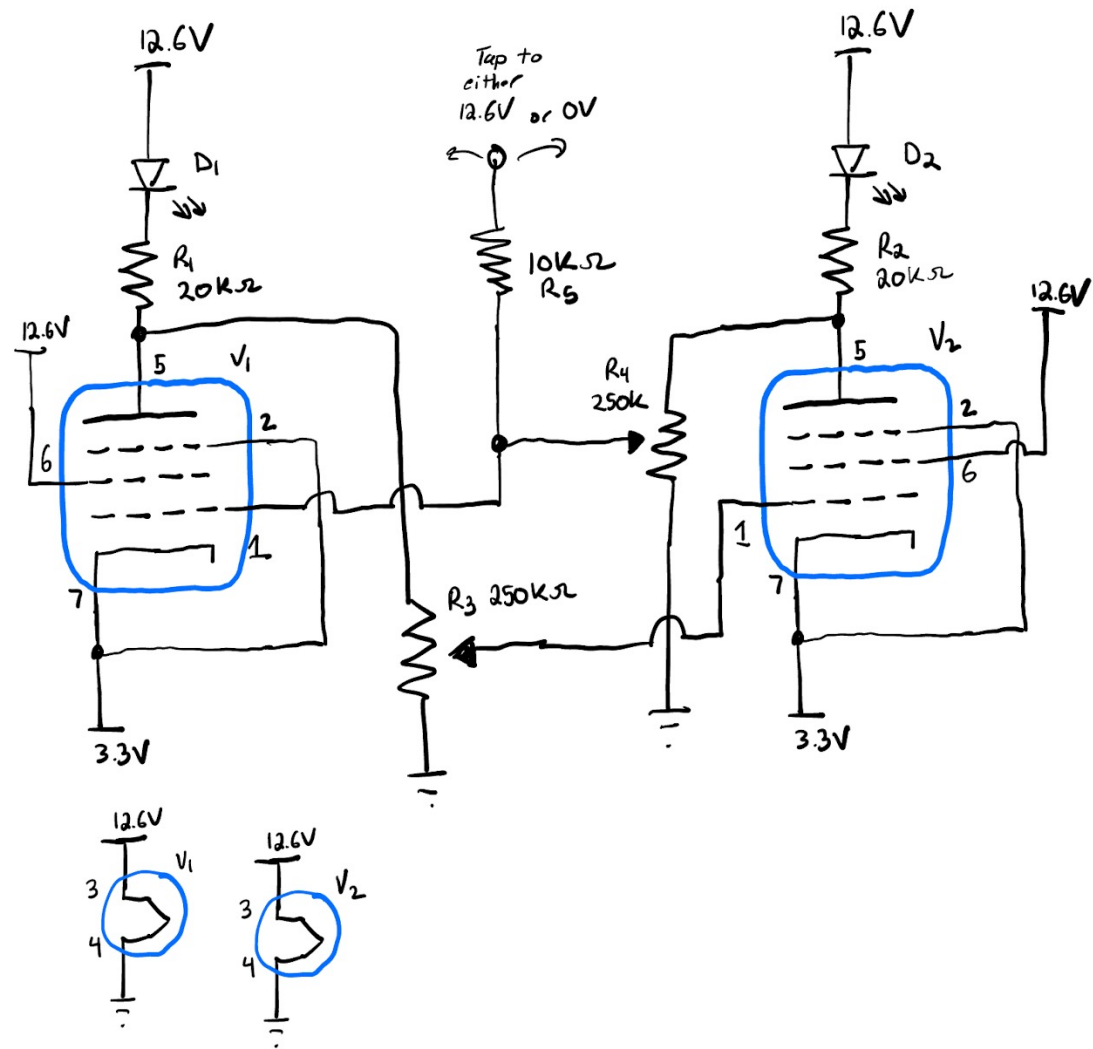 12.6V
Tap to
either
12.6V or 0V
12.6V
D1
D2
R1
20KΩ
10KΩ
R5
R2
20KΩ
12.6V
12.6V
5
V1
R4
250K
5
V2
2
6
2
6
1
1
7
R3 250KΩ
7
3.3V
3.3V
12.6V
V1
3
4
12.6V
V2
3
4